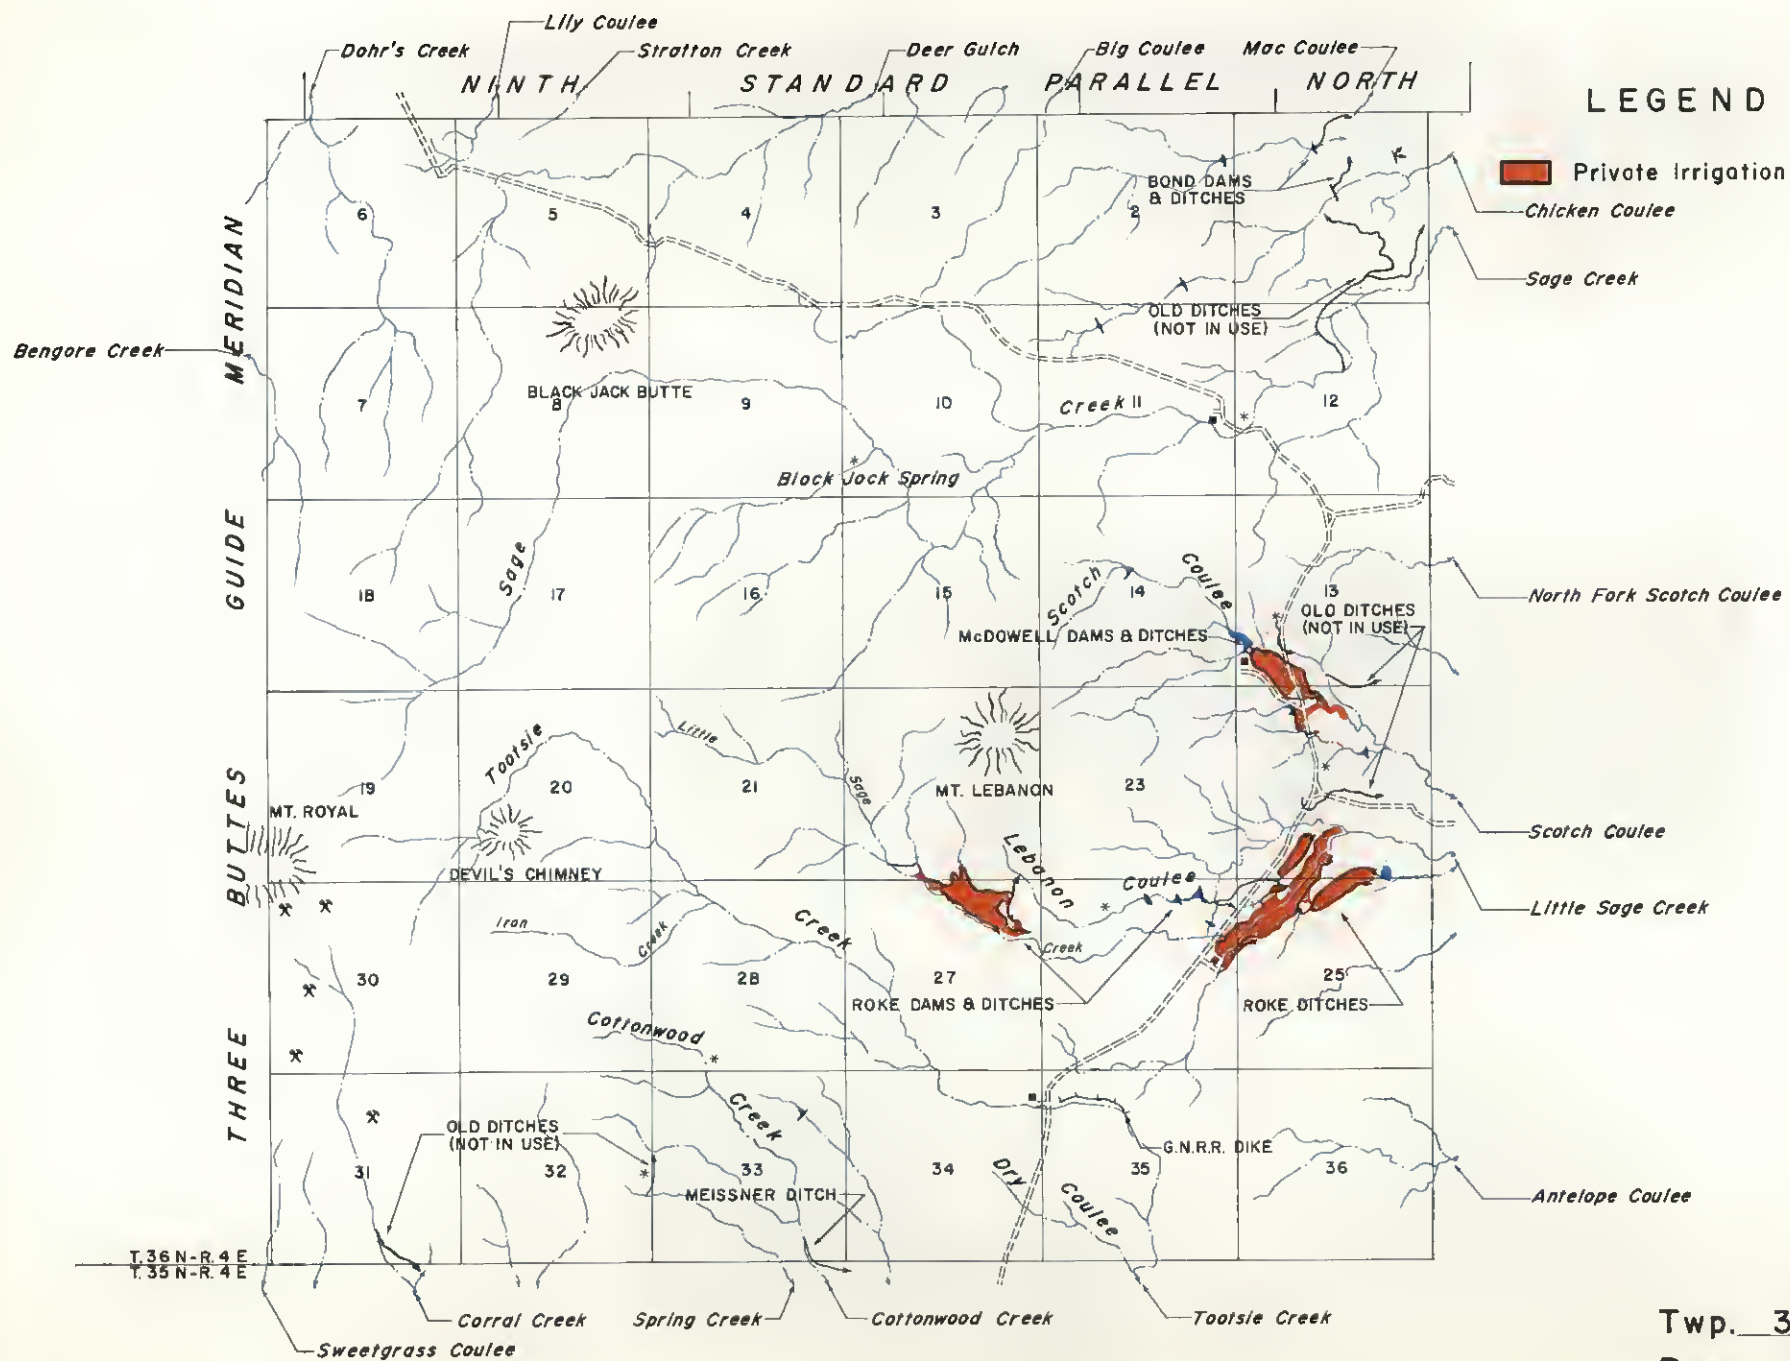 Lily Coulee
Dohr's Creek
Stratton Creek
Deer Gulch
Big Coulee
Mac Coulee
NINTH STANDARD PARALLEL NORTH
LEGEND
Private Irrigation
BOND DAMS
& DITCHES
Chicken Coulee
6
5
4
3
2
Sage Creek
OLD DITCHES
(NOT IN USE)
Bengore Creek
THREE BUTTES GUIDE MERIDIAN
BLACK JACK BUTTE
7
8
9
10
Creek
11
12
Black Jack Spring
Sage
Scotch Coulee
18
17
16
15
14
13
North Fork Scotch Coulee
OLD DITCHES
(NOT IN USE)
McDOWELL DAMS & DITCHES
Tootsie
Little
Sage
19
20
21
MT. LEBANON
23
MT. ROYAL
Scotch Coulee
DEVIL'S CHIMNEY
Lebanon Coulee
Little Sage Creek
Iron
Creek
Creek
Creek
30
29
28
27
25
ROKE DAMS & DITCHES
ROKE DITCHES
Cottonwood
Creek
OLD DITCHES
(NOT IN USE)
G.N.R.R. DIKE
31
32
33
34
35
36
MEISSNER DITCH
Dry Coulee
Antelope Coulee
T. 36 N-R. 4 E
T. 35 N-R. 4 E
Corral Creek
Spring Creek
Cottonwood Creek
Tootsie Creek
Sweetgrass Coulee
Twp. 3